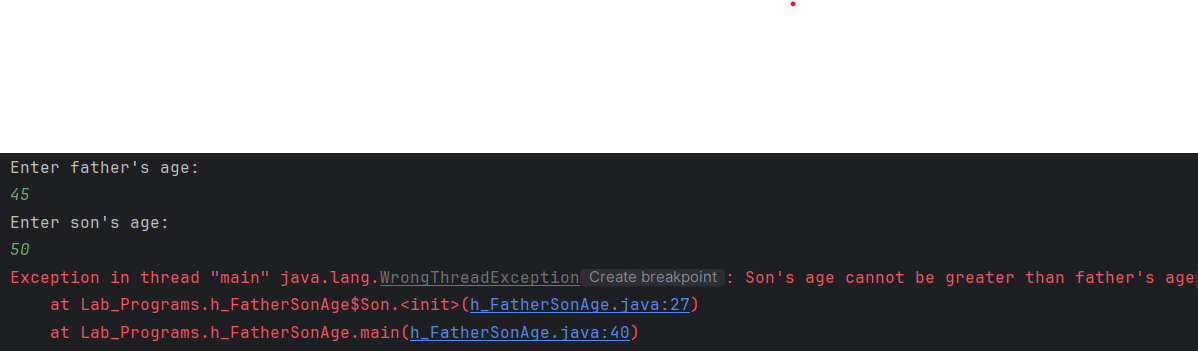 Enter father's age:
45
Enter son's age:
50
Exception in thread "main" java.lang.WrongThreadException Create breakpoint : Son's age cannot be greater than father's age
at Lab_Programs.h_FatherSonAge$Son.<init>(h_FatherSonAge.java:27)
at Lab_Programs.h_FatherSonAge.main(h_FatherSonAge.java:40)